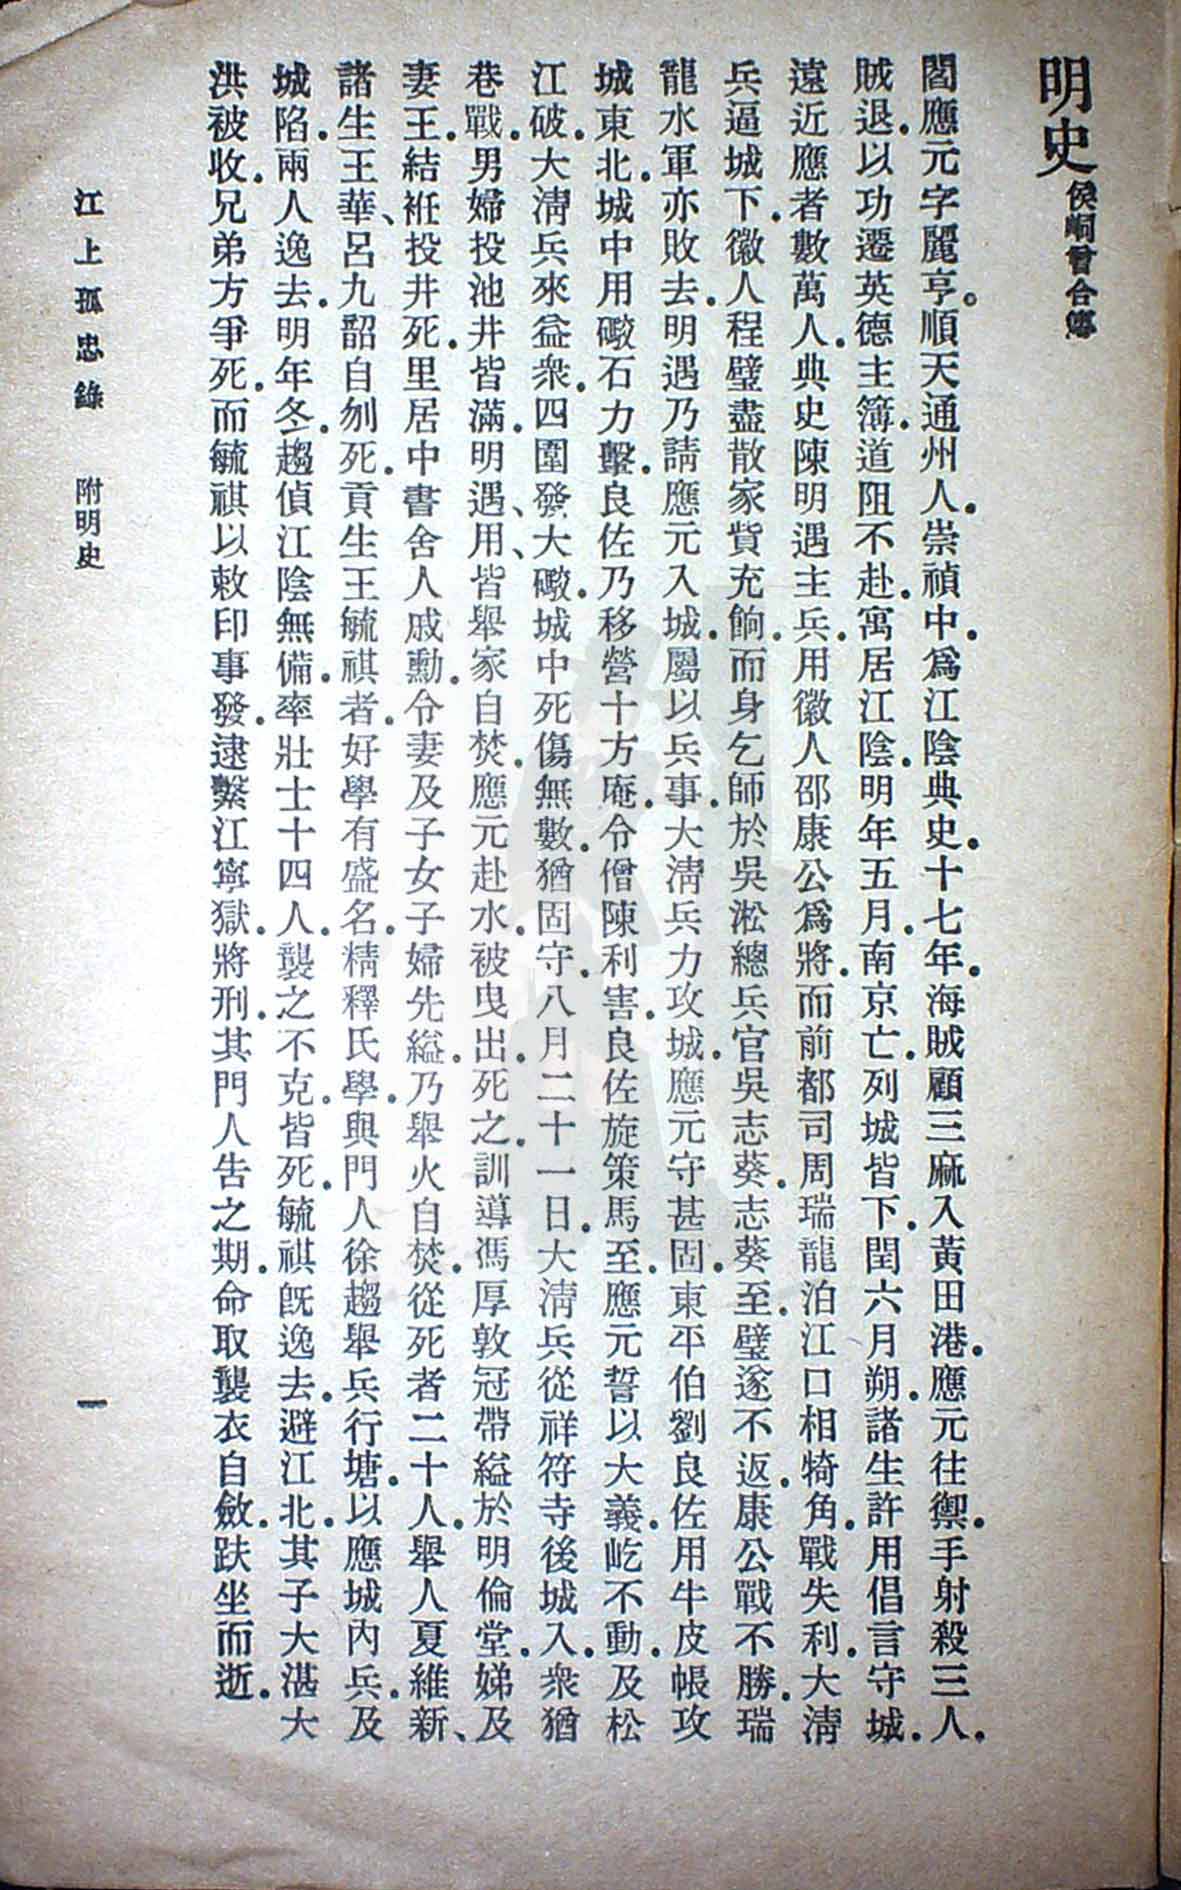 明史侯峒曾合傳
閻應元字麗亨。順天通州人。崇禎中。爲江陰典史。十七年。海賊顧三麻入黃田港。應元往禦。手射殺三人。
賊退。以功遷英德主簿。道阻不赴。寓居江陰。明年五月。南京亡。列城皆下。閏六月朔。諸生許用倡言守城。
遠近應者數萬人。典史陳明遇主兵。用徽人邵康公爲將。而前都司周瑞龍泊江口相犄角。戰失利。大淸
兵逼城下。徽人程璧盡散家貲充餉。而身乞師於吳淞總兵官吳志葵。志葵至。璧遂不返。康公戰不勝。瑞
龍水軍亦敗去。明遇乃請應元入城。屬以兵事。大淸兵力攻城。應元守甚固。東平伯劉良佐用牛皮帳攻
城東北。城中用礮石力擊。良佐乃移營十方庵。令僧陳利害。良佐旋策馬至。應元誓以大義。屹不動。及松
江破。大淸兵來益衆。四圍發大礮。城中死傷無數。猶固守。八月二十一日。大淸兵從祥符寺後城入。衆猶
巷戰。男婦投池井皆滿。明遇、用、皆舉家自焚。應元赴水。被曳出。死之。訓導馮厚敦冠帶縊於明倫堂。娣及
妻王。結袵投井死。里居中書舍人戚勳。令妻及子女子婦先縊。乃舉火自焚。從死者二十人。舉人夏維新、
諸生王華、呂九韶自刎死。貢生王毓祺者。好學有盛名。精釋氏學。與門人徐趨舉兵行塘。以應城內兵。及
城陷。兩人逸去。明年冬。趨偵江陰無備。率壯士十四人。襲之不克。皆死。毓祺旣逸去。避江北。其子大湛大
洪被收。兄弟方爭死。而毓祺以敕印事發。逮繫江寧獄。將刑。其門人告之期。命取襲衣自斂。趺坐而逝。
江上孤忠錄　附明史
一